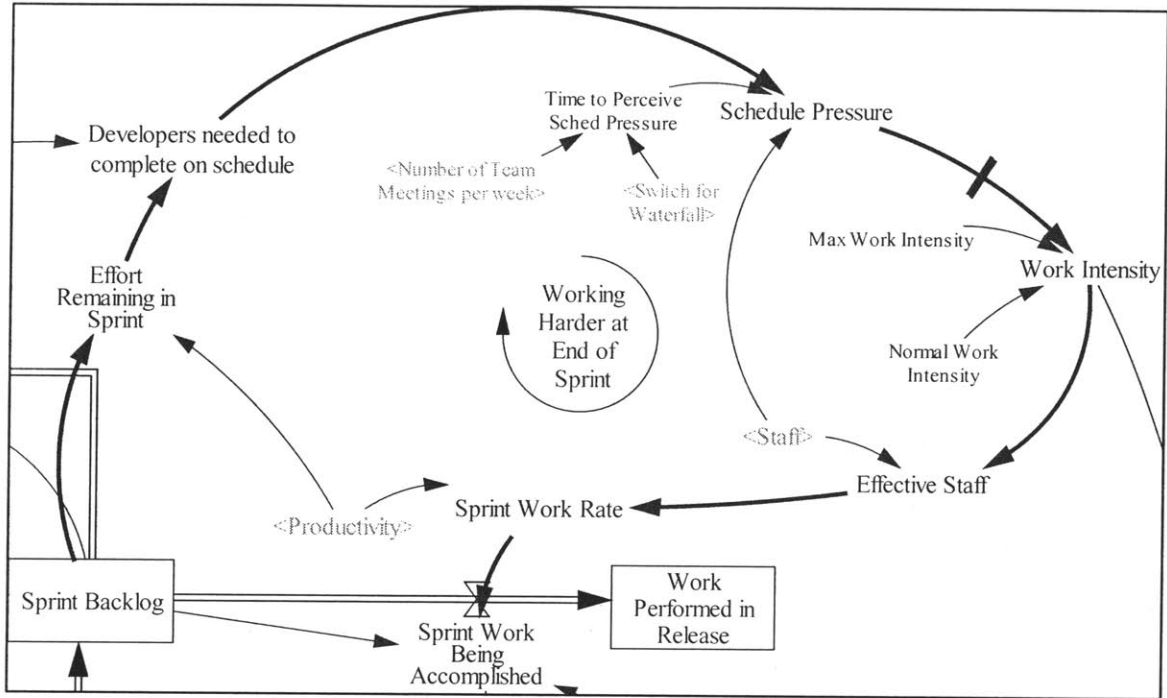 Time to Perceive
Sched Pressure
Schedule Pressure
Developers needed to
complete on schedule
<Number of Team
Meetings per week>
<Switch for
Waterfall>
Max Work Intensity
Work Intensity
Effort
Remaining in
Sprint
Working
Harder at
End of
Sprint
Normal Work
Intensity
<Staff>
Effective Staff
Sprint Work Rate
<Productivity>
Sprint Backlog
Work
Performed in
Release
Sprint Work
Being
Accomplished